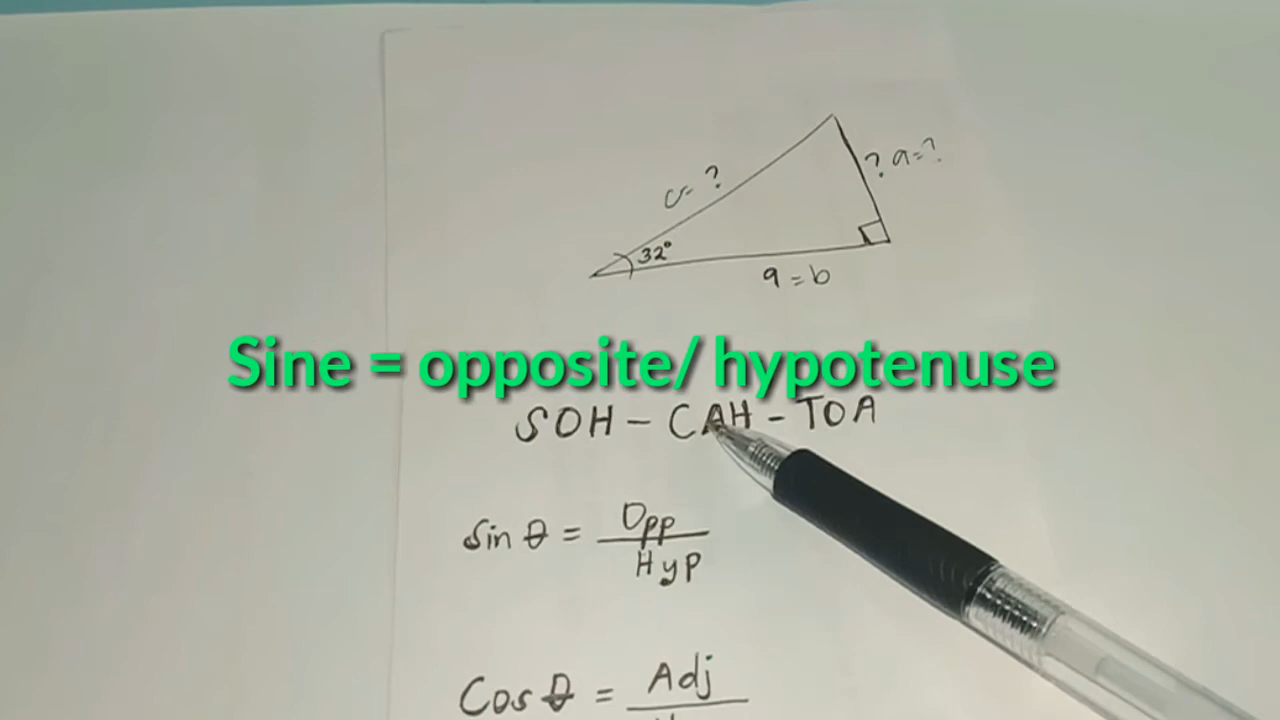 c = ?
? a = ?
32°
9 = b
Sine = opposite/ hypotenuse
SOH - CAH - TOA
Sin θ = Opp
Hyp
Cos θ = Adj